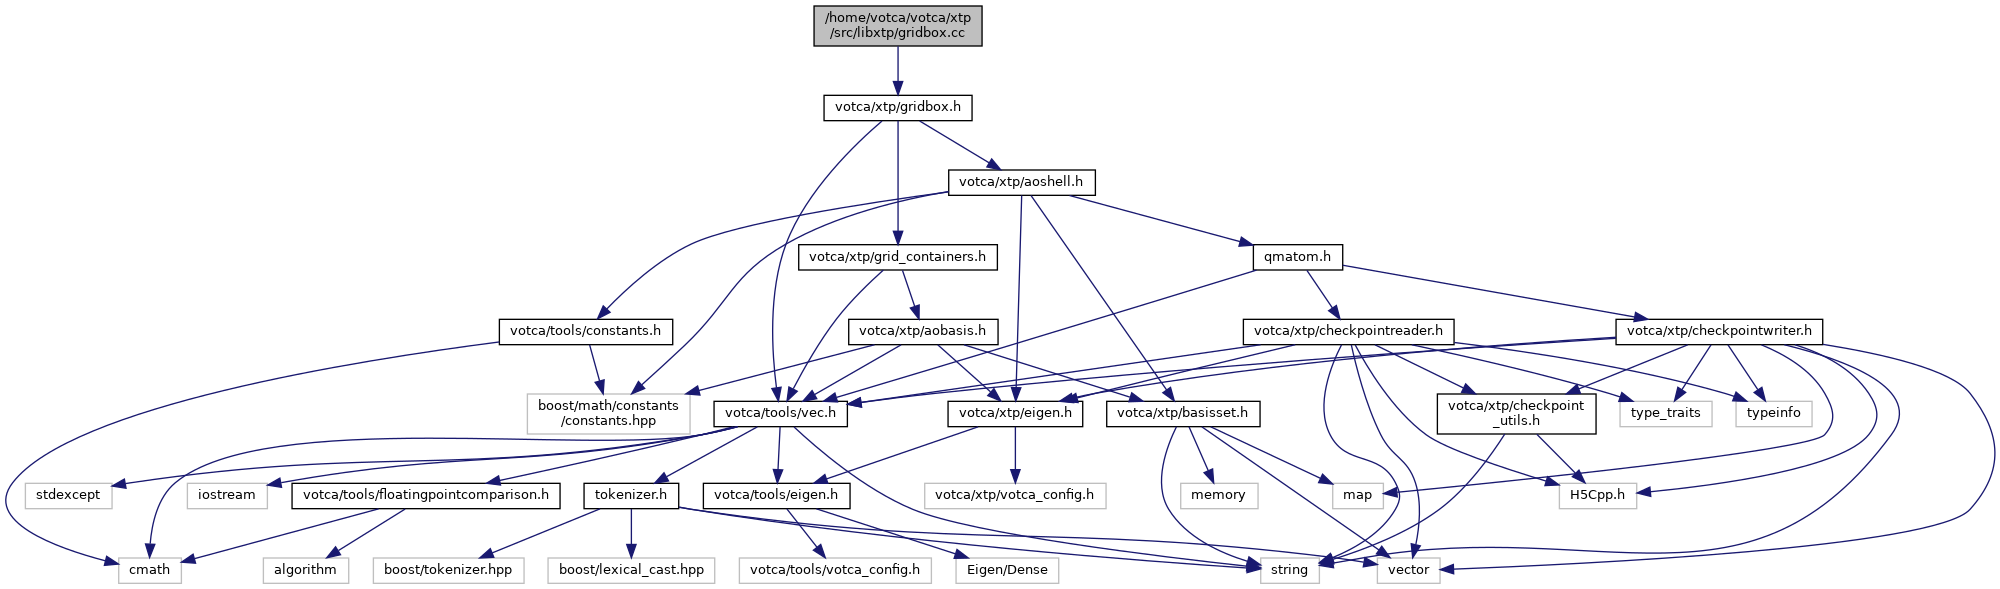 /home/votca/votca/xtp
/src/libxtp/gridbox.cc
votca/xtp/gridbox.h
votca/xtp/aoshell.h
votca/xtp/grid_containers.h
qmatom.h
votca/tools/constants.h
votca/xtp/aobasis.h
votca/xtp/checkpointreader.h
votca/xtp/checkpointwriter.h
boost/math/constants
/constants.hpp
votca/tools/vec.h
votca/xtp/eigen.h
votca/xtp/basisset.h
votca/xtp/checkpoint
_utils.h
type_traits
typeinfo
stdexcept
iostream
votca/tools/floatingpointcomparison.h
tokenizer.h
votca/tools/eigen.h
votca/xtp/votca_config.h
memory
map
H5Cpp.h
cmath
algorithm
boost/tokenizer.hpp
boost/lexical_cast.hpp
votca/tools/votca_config.h
Eigen/Dense
string
vector